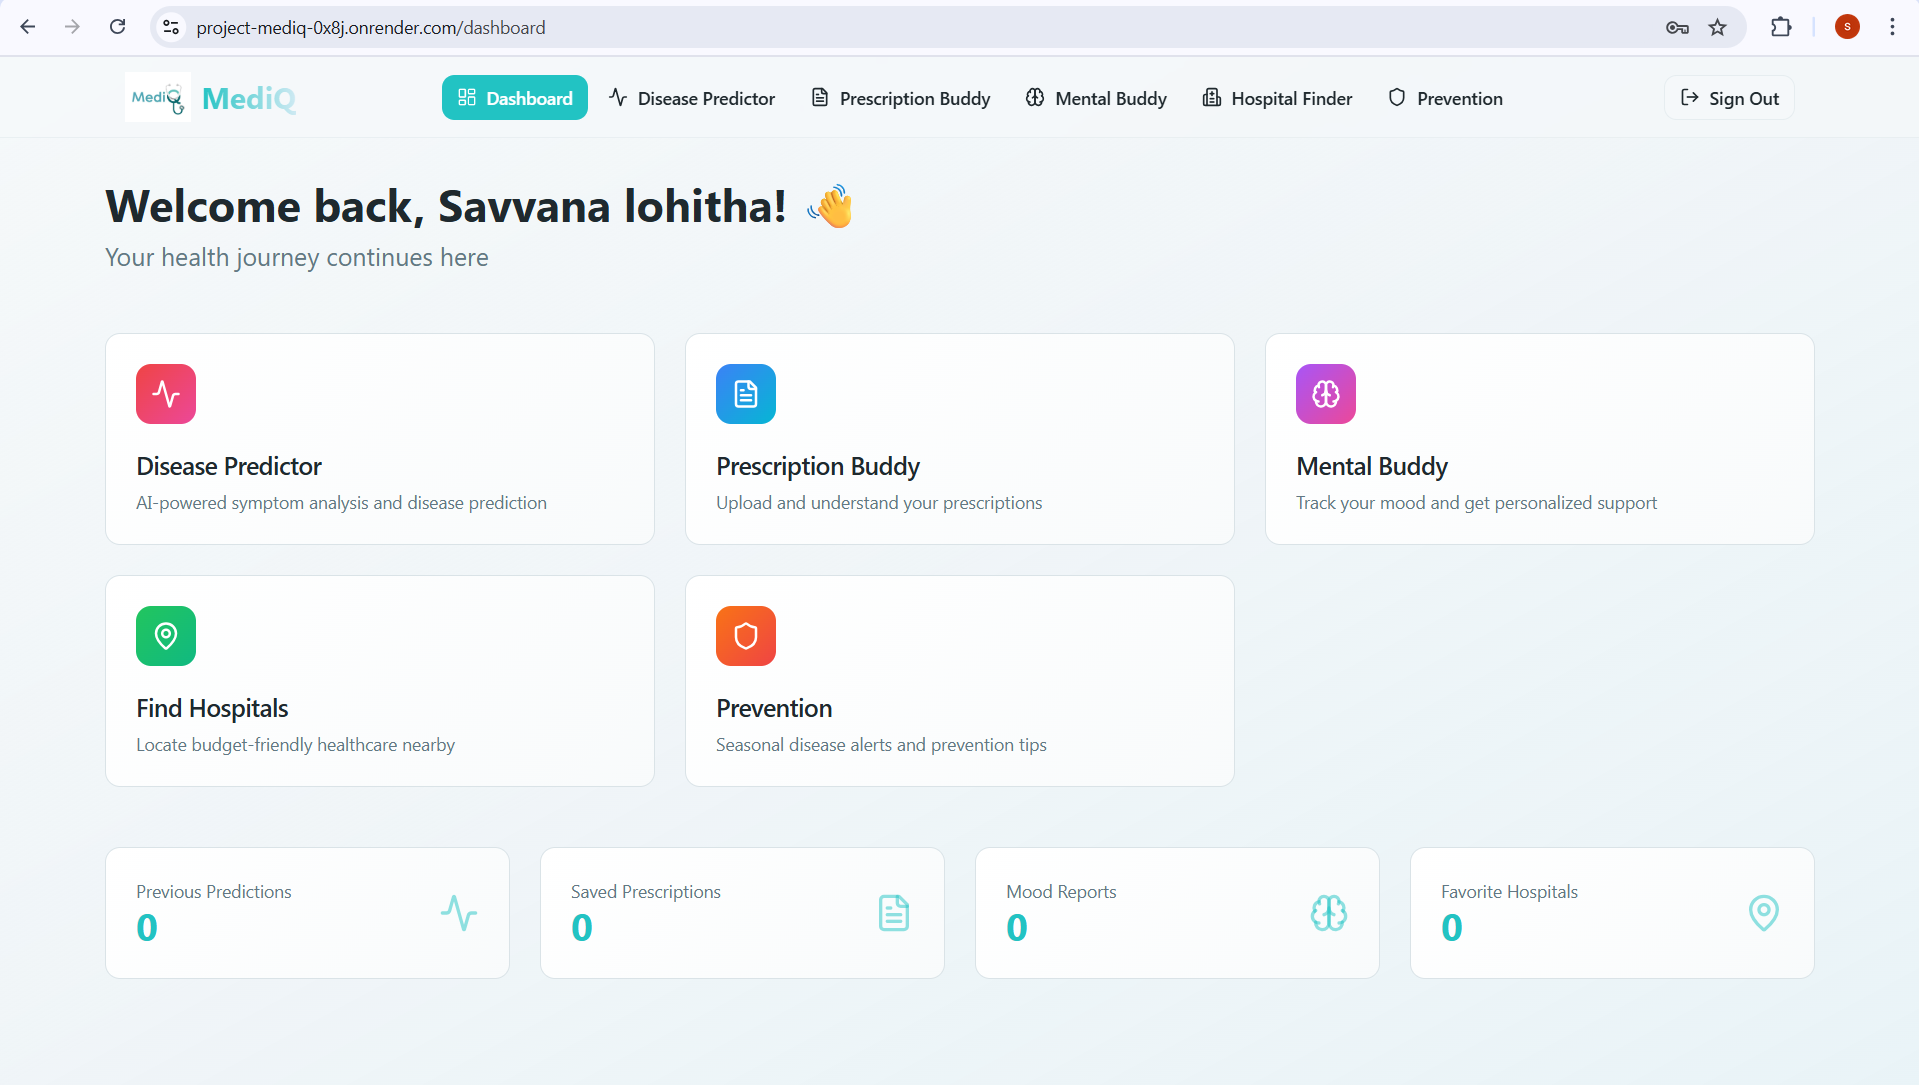 project-mediq-0x8j.onrender.com/dashboard
S
MediQ
MediQ
Dashboard
Disease Predictor
Prescription Buddy
Mental Buddy
Hospital Finder
Prevention
Sign Out
Welcome back, Savvana lohitha! 👋
Your health journey continues here
Disease Predictor
AI-powered symptom analysis and disease prediction
Prescription Buddy
Upload and understand your prescriptions
Mental Buddy
Track your mood and get personalized support
Find Hospitals
Locate budget-friendly healthcare nearby
Prevention
Seasonal disease alerts and prevention tips
Previous Predictions
0
Saved Prescriptions
0
Mood Reports
0
Favorite Hospitals
0